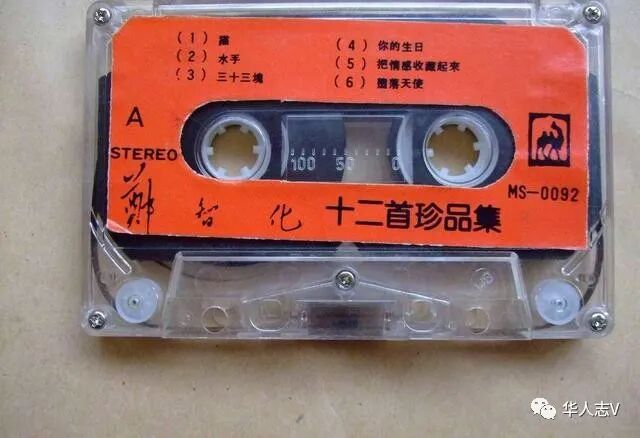 (1) 猫
(2) 水手
(3) 三十三塊
(4) 你的生日
(5) 把情感收藏起來
(6) 墮落天使
A
STEREO
100 50 0
MS-0092
鄭智化 十二首珍品集
华人志V